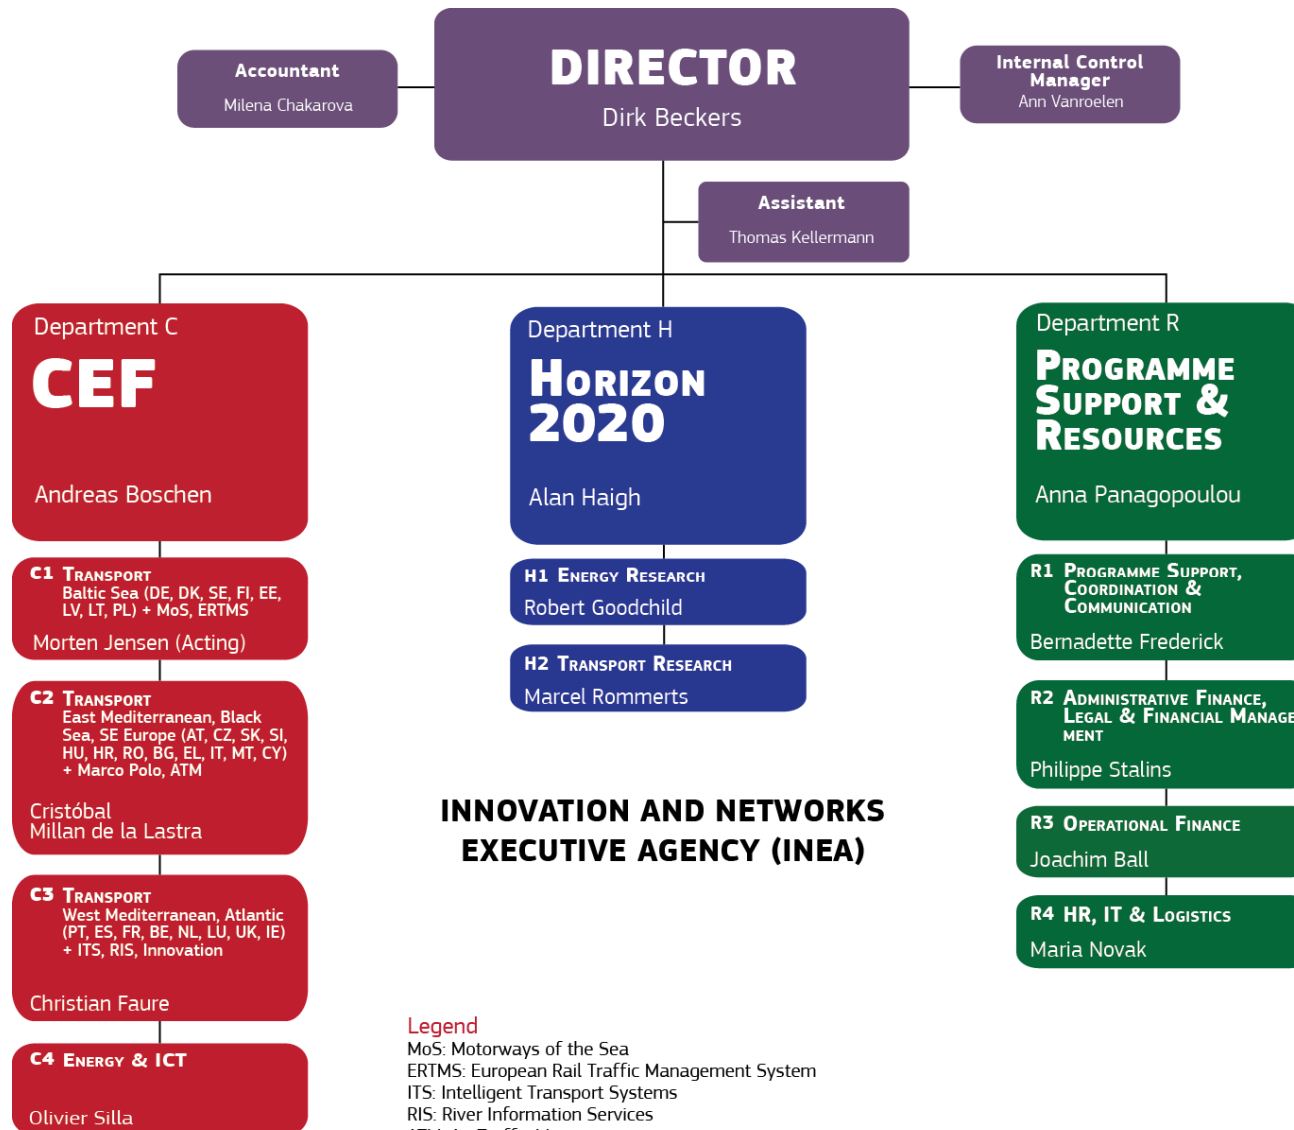 DIRECTOR
Dirk Beckers
Accountant
Milena Chakarova
Internal Control
Manager
Ann Vanroelen
Assistant
Thomas Kellermann
Department C
CEF
Andreas Boschen
C1 Transport
Baltic Sea (DE, DK, SE, FI, EE,
LV, LT, PL) + MoS, ERTMS
Morten Jensen (Acting)
C2 Transport
East Mediterranean, Black
Sea, SE Europe (AT, CZ, SK, SI,
HU, HR, RO, BG, EL, IT, MT, CY)
+ Marco Polo, ATM
Cristóbal
Millan de la Lastra
C3 Transport
West Mediterranean, Atlantic
(PT, ES, FR, BE, NL, LU, UK, IE)
+ ITS, RIS, Innovation
Christian Faure
C4 Energy & ICT
Olivier Silla
Department H
Horizon
2020
Alan Haigh
H1 Energy Research
Robert Goodchild
H2 Transport Research
Marcel Rommerts
Department R
Programme
Support &
Resources
Anna Panagopoulou
R1 Programme Support,
Coordination &
Communication
Bernadette Frederick
R2 Administrative Finance,
Legal & Financial Manage
ment
Philippe Stalins
R3 Operational Finance
Joachim Ball
R4 HR, IT & Logistics
Maria Novak
INNOVATION AND NETWORKS
EXECUTIVE AGENCY (INEA)
Legend
MoS: Motorways of the Sea
ERTMS: European Rail Traffic Management System
ITS: Intelligent Transport Systems
RIS: River Information Services